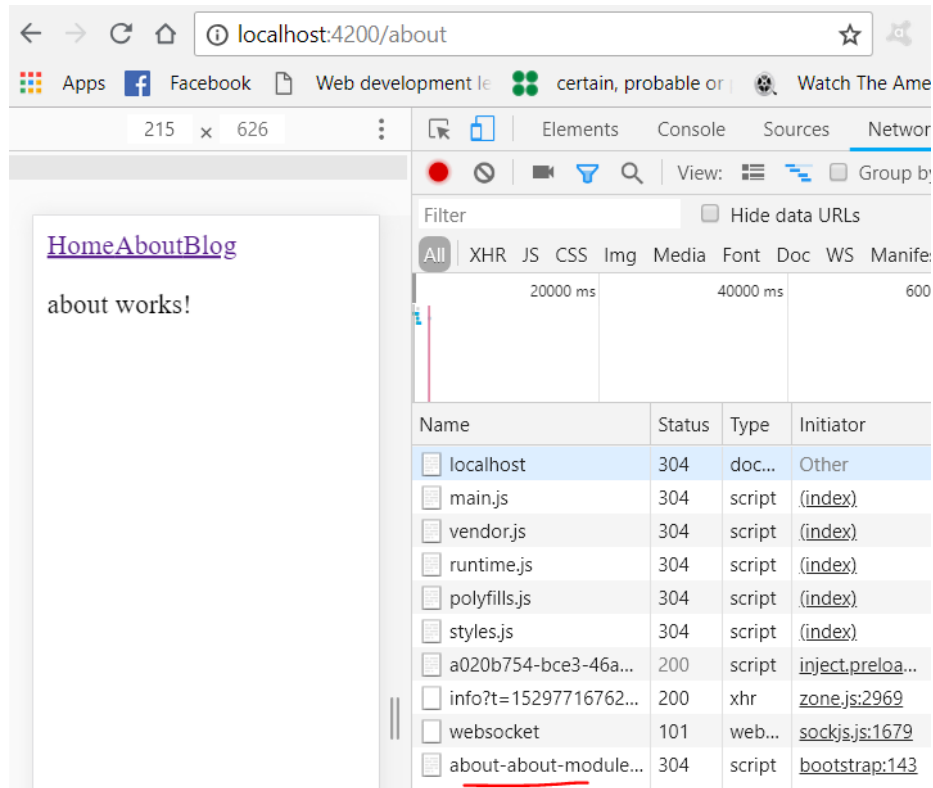 localhost:4200/about
Apps Facebook Web development le certain, probable or Watch The Ame
215 x 626
Elements Console Sources Networ
View: Group by
Filter Hide data URLs
All XHR JS CSS Img Media Font Doc WS Manifes
20000 ms 40000 ms 600
HomeAboutBlog
about works!
Name Status Type Initiator
localhost 304 doc... Other
main.js 304 script (index)
vendor.js 304 script (index)
runtime.js 304 script (index)
polyfills.js 304 script (index)
styles.js 304 script (index)
a020b754-bce3-46a... 200 script inject.preloa...
info?t=15297716762... 200 xhr zone.js:2969
websocket 101 web... sockjs.js:1679
about-about-module... 304 script bootstrap:143